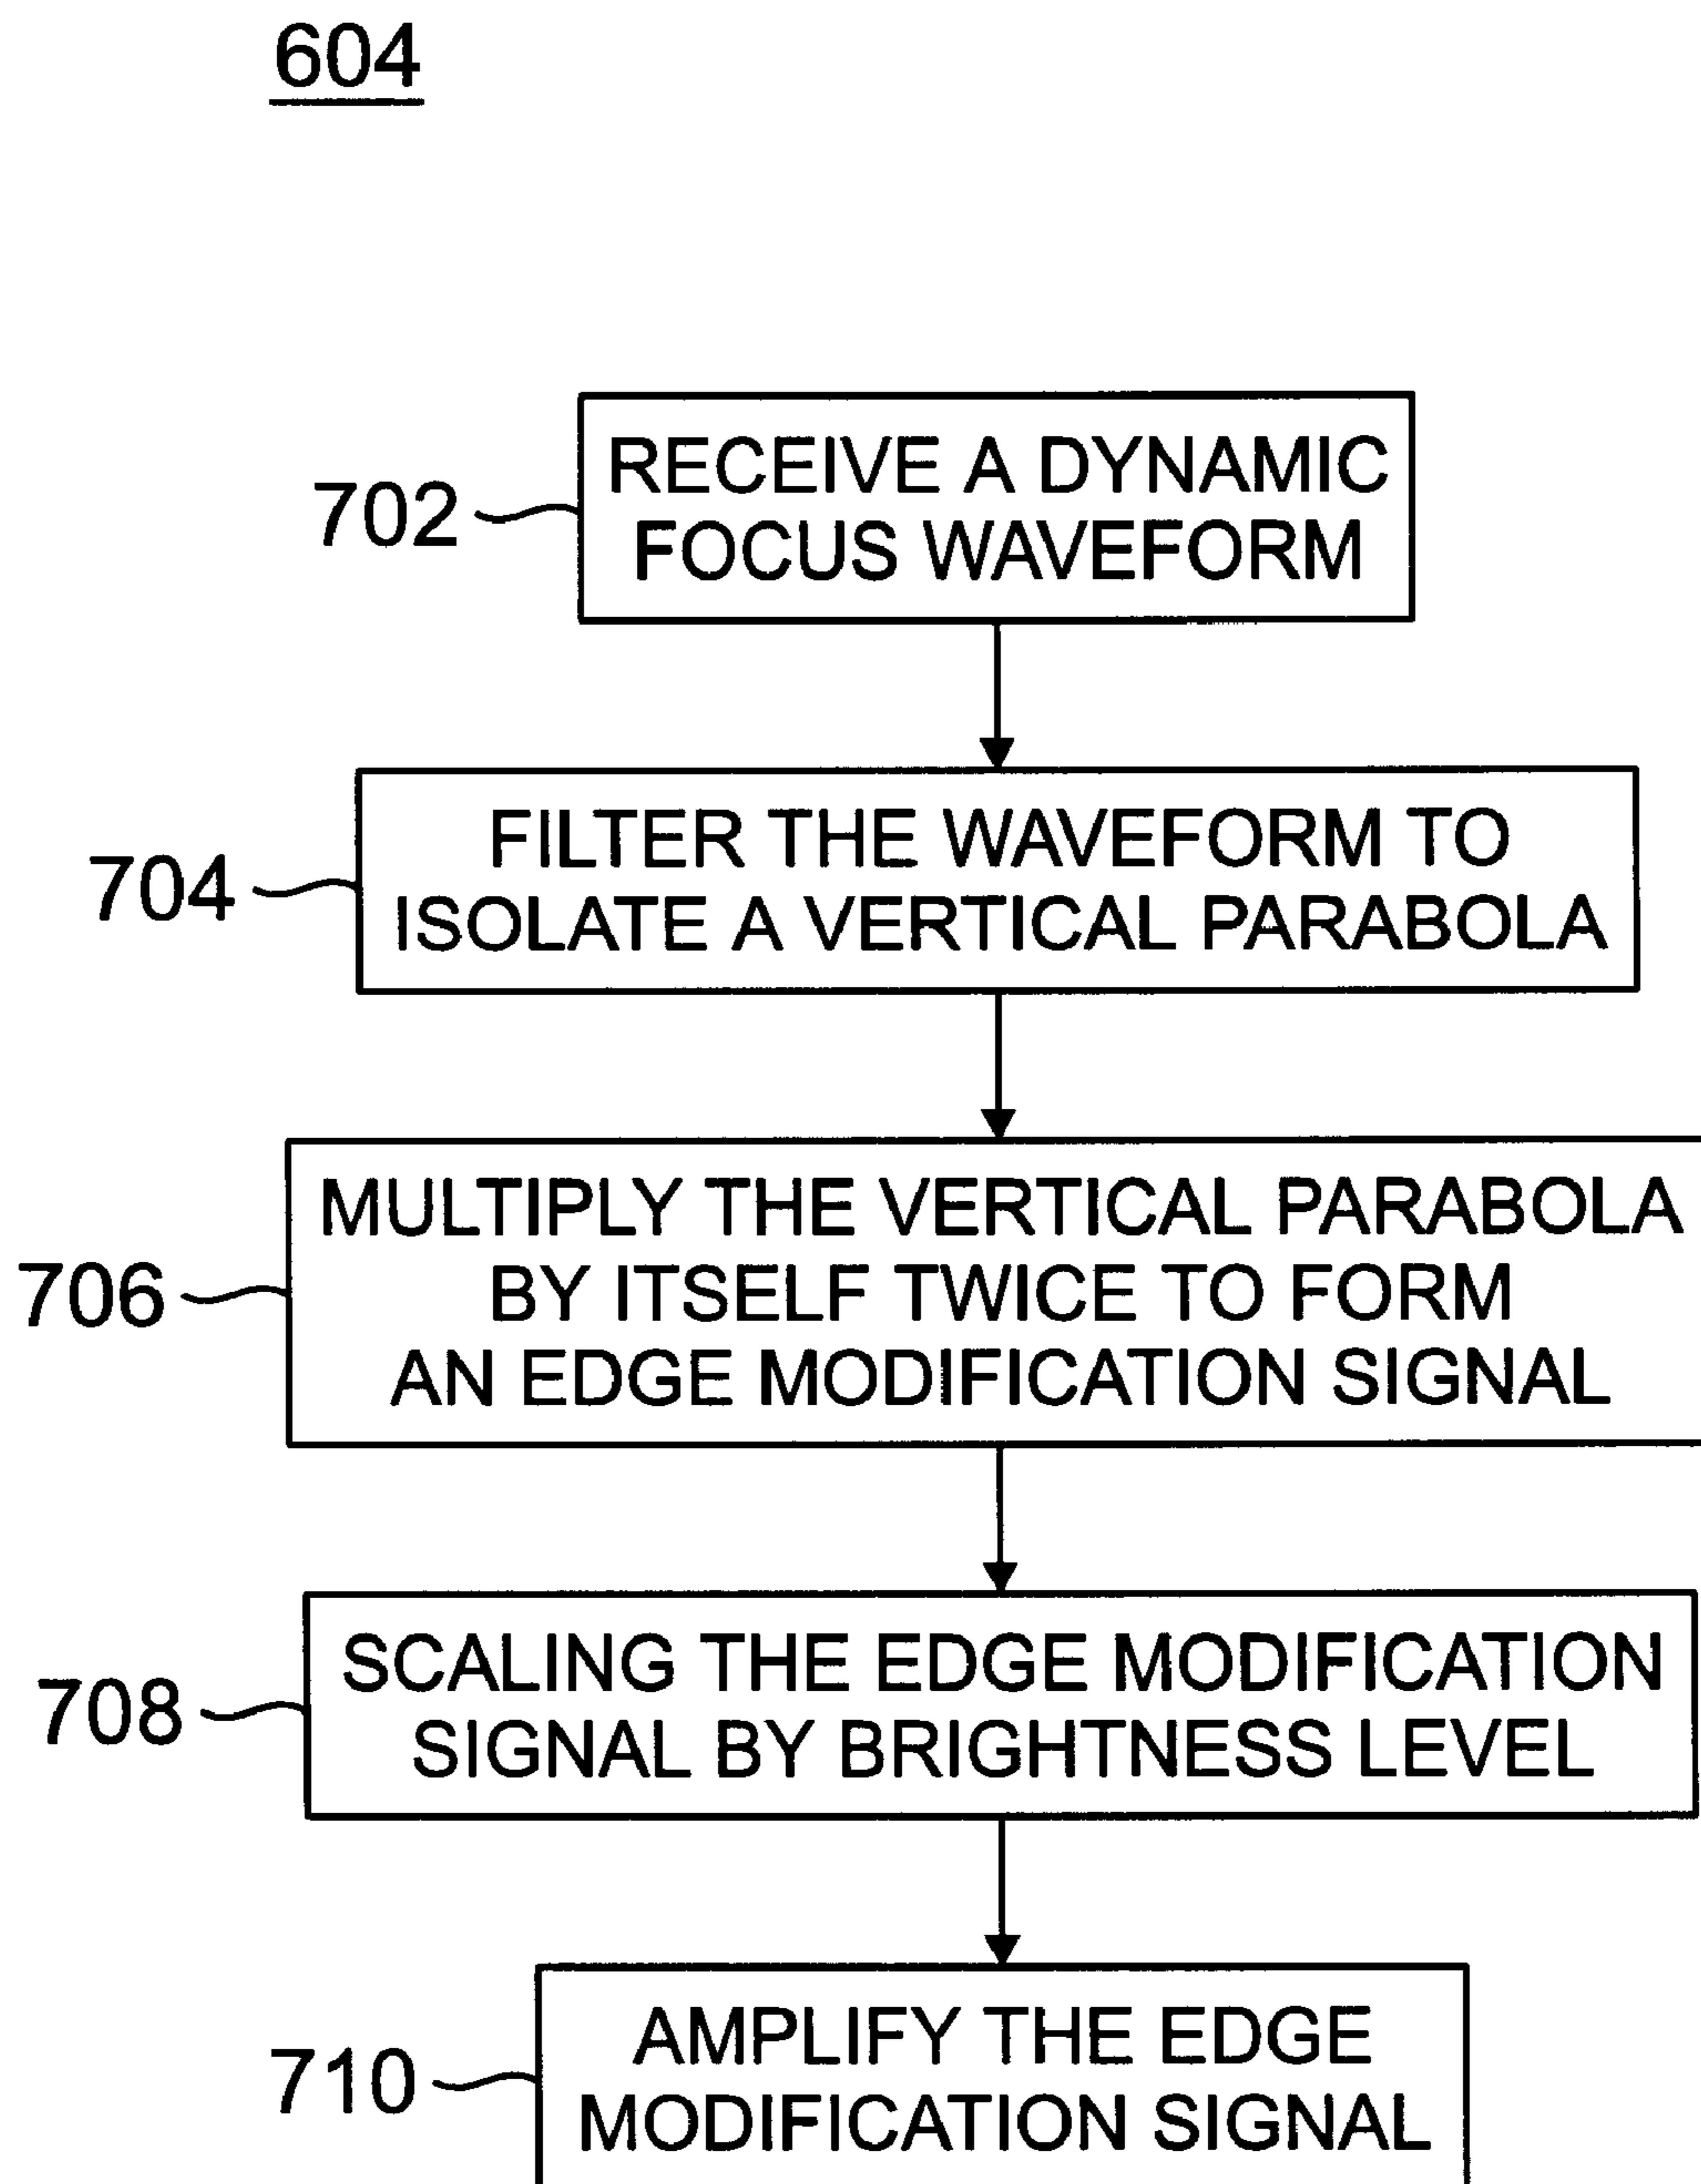 604
702
RECEIVE A DYNAMIC
FOCUS WAVEFORM
704
FILTER THE WAVEFORM TO
ISOLATE A VERTICAL PARABOLA
706
MULTIPLY THE VERTICAL PARABOLA
BY ITSELF TWICE TO FORM
AN EDGE MODIFICATION SIGNAL
708
SCALING THE EDGE MODIFICATION
SIGNAL BY BRIGHTNESS LEVEL
710
AMPLIFY THE EDGE
MODIFICATION SIGNAL